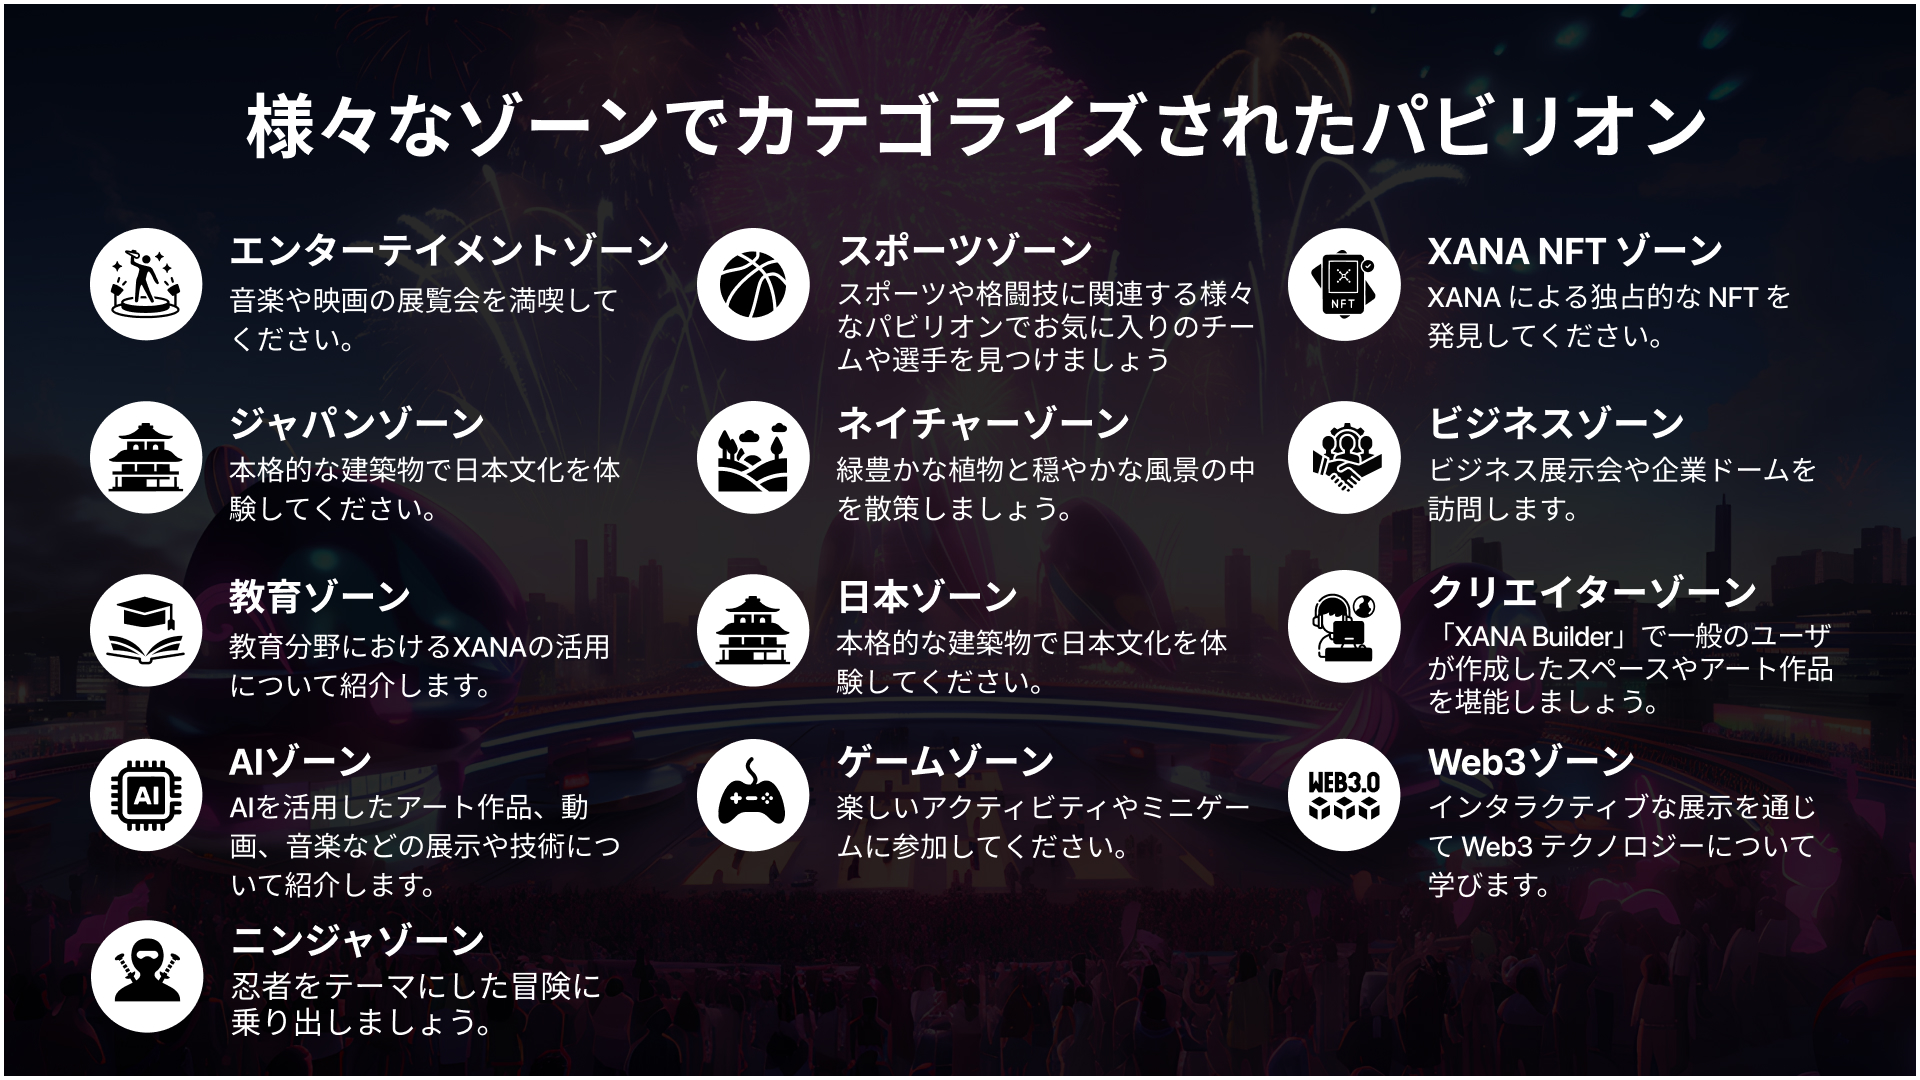 様々なゾーンでカテゴライズされたパビリオン
エンターテイメントゾーン
音楽や映画の展覧会を満喫して
ください。
スポーツゾーン
スポーツや格闘技に関連する様々
なパビリオンでお気に入りのチー
ムや選手を見つけましょう
XANA NFT ゾーン
XANA による独占的な NFT を
発見してください。
NFT
ジャパンゾーン
本格的な建築物で日本文化を体
験してください。
ネイチャーゾーン
緑豊かな植物と穏やかな風景の中
を散策しましょう。
ビジネスゾーン
ビジネス展示会や企業ドームを
訪問します。
教育ゾーン
教育分野におけるXANAの活用
について紹介します。
日本ゾーン
本格的な建築物で日本文化を体
験してください。
クリエイターゾーン
「XANA Builder」で一般のユーザ
が作成したスペースやアート作品
を堪能しましょう。
AI
AIゾーン
AIを活用したアート作品、動
画、音楽などの展示や技術につ
いて紹介します。
ゲームゾーン
楽しいアクティビティやミニゲー
ムに参加してください。
WEB3.0
Web3ゾーン
インタラクティブな展示を通じ
て Web3 テクノロジーについて
学びます。
ニンジャゾーン
忍者をテーマにした冒険に
乗り出しましょう。